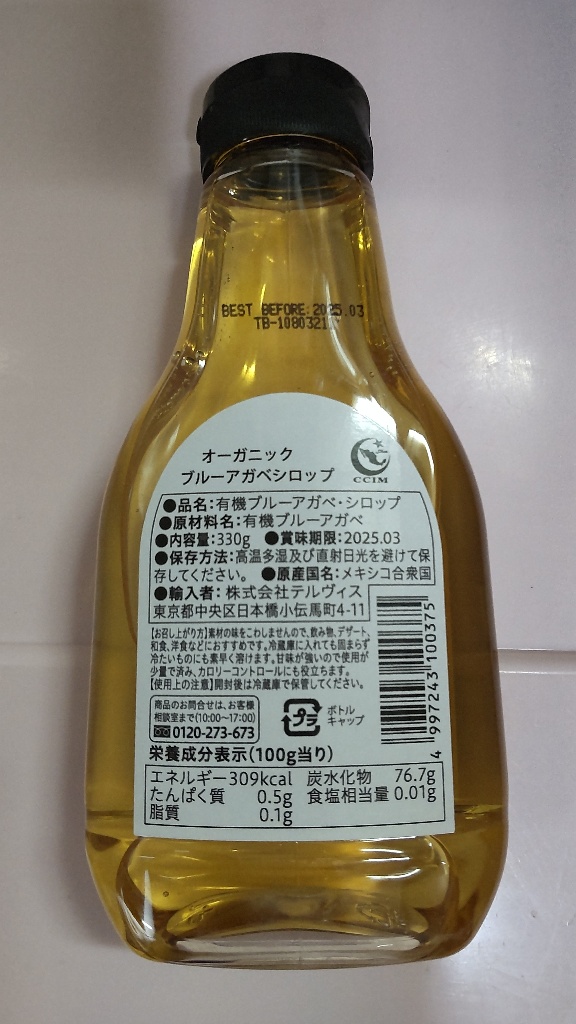 BEST BEFORE:2025.03
TB-1080321
オーガニック
ブルーアガベシロップ
CCIM
●品名:有機ブルーアガベ・シロップ
●原材料名:有機ブルーアガベ
●内容量:330g ●賞味期限:2025.03
●保存方法:高温多湿及び直射日光を避けて保
存してください。 ●原産国名:メキシコ合衆国
●輸入者:株式会社テルヴィス
東京都中央区日本橋小伝馬町4-11
【お召し上がり方】素材の味をこわしませんので、飲み物、デザート、
和食、洋食などにおすすめです。冷蔵庫に入れても固まらず
冷たいものにも素早く溶けます。甘味が強いので使用が
少量で済み、カロリーコントロールにも役立ちます。
【使用上の注意】開封後は冷蔵庫で保管してください。
商品のお問合せは、お客様
相談室まで(10:00〜17:00)
0120-273-673
プラ
ボトル
キャップ
4 997243 100375
栄養成分表示(100g当り)
エネルギー309kcal 炭水化物 76.7g
たんぱく質 0.5g 食塩相当量 0.01g
脂質 0.1g